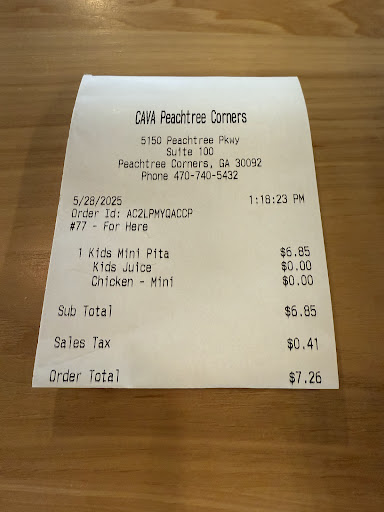 CAVA Peachtree Corners
5150 Peachtree Pkwy
Suite 100
Peachtree Corners, GA 30092
Phone 470-740-5432
5/28/2025 1:18:23 PM
Order Id: AC2LPMYQACCP
#77 - For Here
1 Kids Mini Pita $6.85
Kids Juice $0.00
Chicken - Mini $0.00
Sub Total $6.85
Sales Tax $0.41
Order Total $7.26